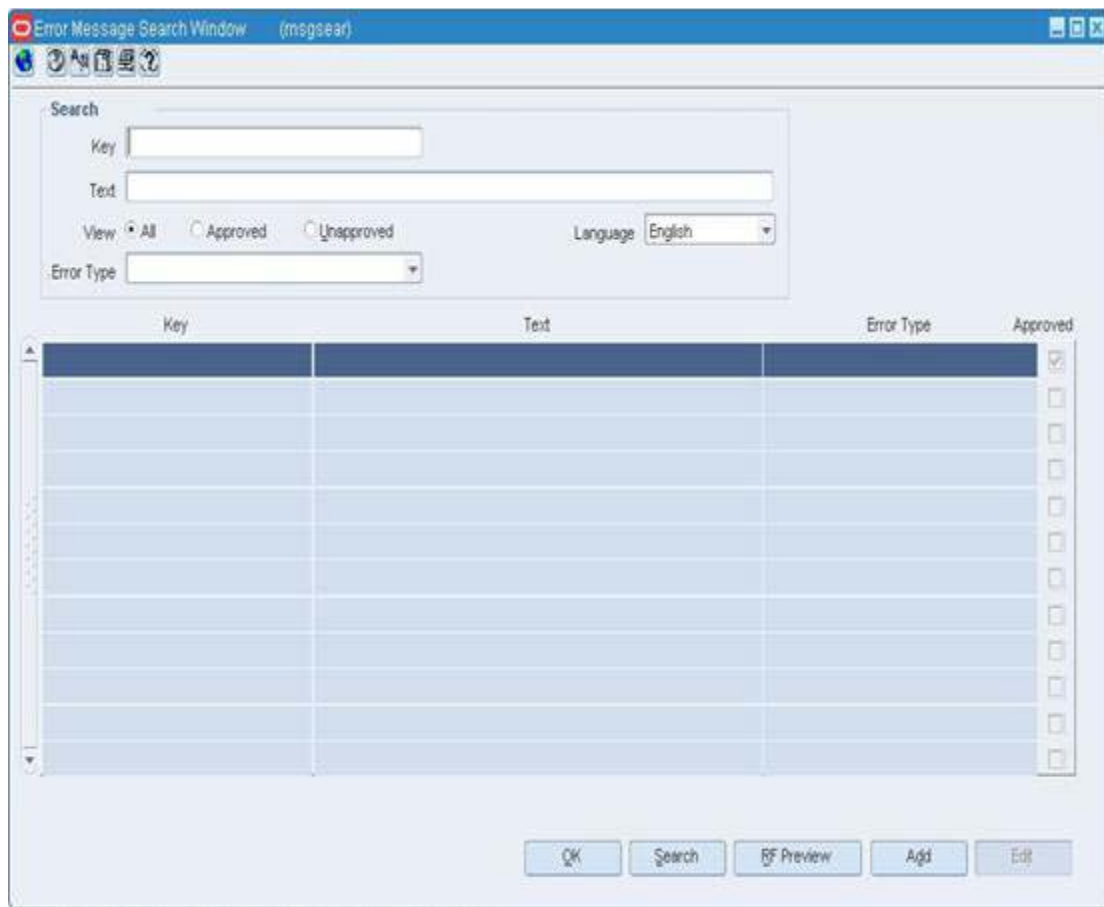 Error Message Search Window (msgsear)
Search
Key
Text
View All Approved Unapproved Language English
Error Type
Key Text Error Type Approved
OK Search RF Preview Add Edit